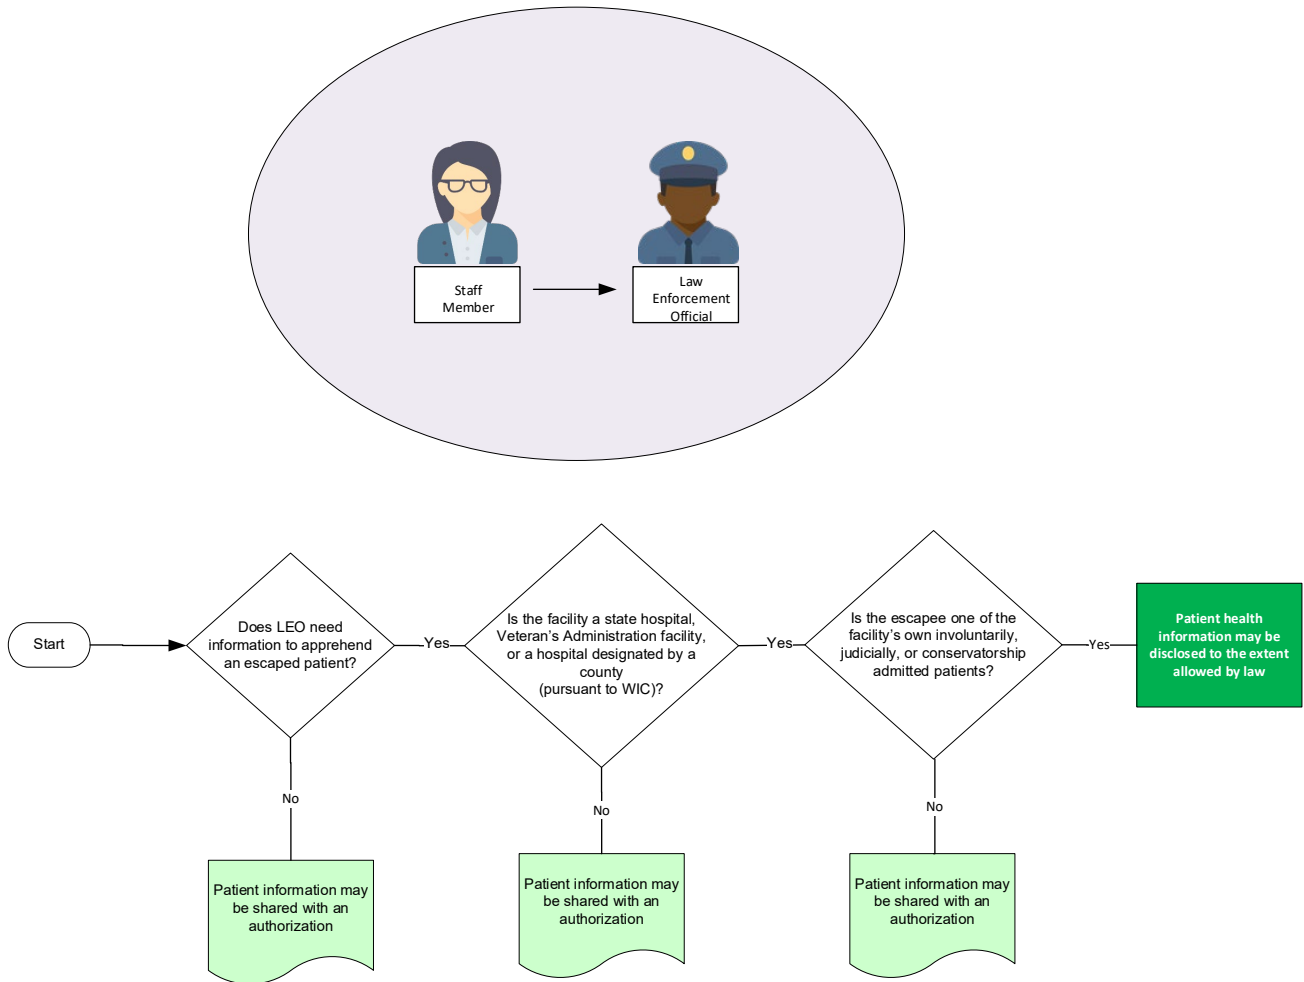 Staff
Member
Law
Enforcement
Official
Start
Does LEO need
information to apprehend
an escaped patient?
Yes
Is the facility a state hospital,
Veteran's Administration facility,
or a hospital designated by a
county
(pursuant to WIC)?
Yes
Is the escapee one of the
facility's own involuntarily,
judicially, or conservatorship
admitted patients?
Yes
Patient health
information may be
disclosed to the extent
allowed by law
No
No
No
Patient information may
be shared with an
authorization
Patient information may
be shared with an
authorization
Patient information may
be shared with an
authorization